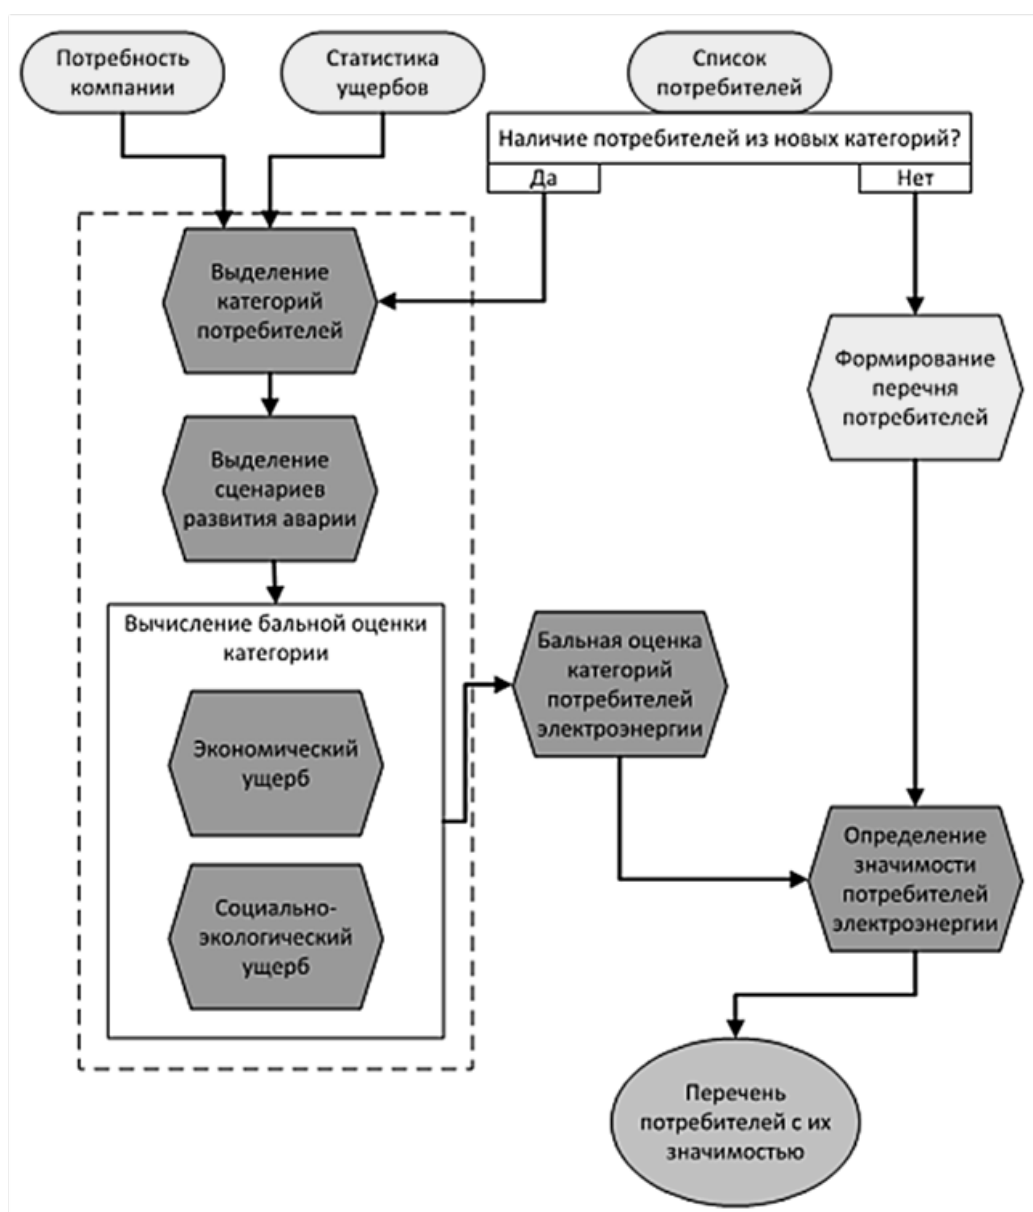 Потребность
компании
Статистика
ущербов
Список
потребителей
Наличие потребителей из новых категорий?
Да
Нет
Выделение
категорий
потребителей
Формирование
перечня
потребителей
Выделение
сценариев
развития аварии
Вычисление бальной оценки
категории
Экономический
ущерб
Социально-
экологический
ущерб
Бальная оценка
категорий
потребителей
электроэнергии
Определение
значимости
потребителей
электроэнергии
Перечень
потребителей с их
значимостью